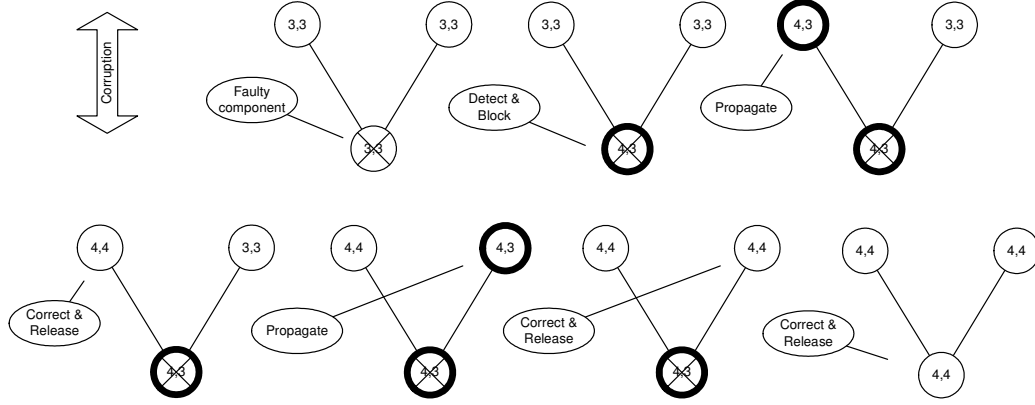 3,3
3,3
3,3
3,3
4,3
3,3
Corruption
Faulty
component
Detect &
Block
Propagate
3,3
4,3
4,3
4,4
3,3
4,4
4,3
4,4
4,4
4,4
4,4
Correct &
Release
Propagate
Correct &
Release
Correct &
Release
4,3
4,3
4,3
4,4